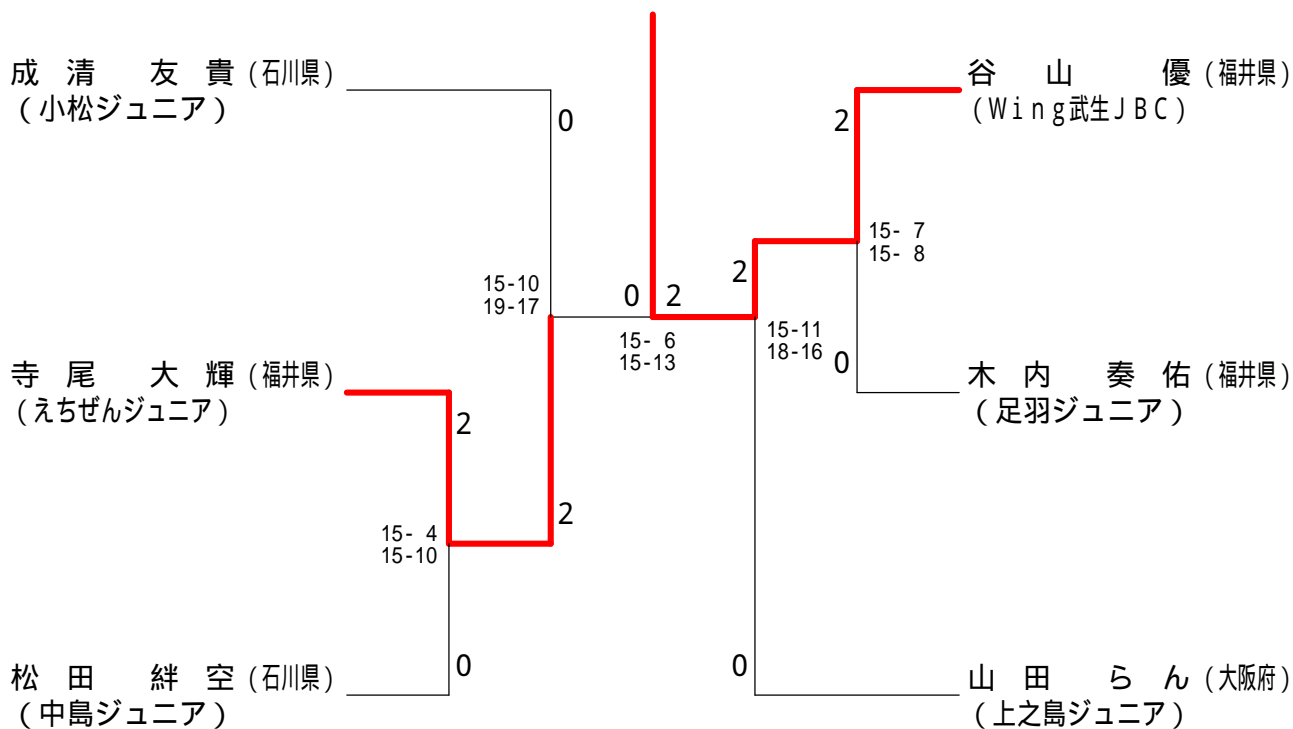 成 清 友 貴 (石川県)
(小松ジュニア)
0
15-10
19-17
寺 尾 大 輝 (福井県)
(えちぜんジュニア)
2
2
15- 4
15-10
松 田 絆 空 (石川県)
(中島ジュニア)
0
0 2
15- 6
15-13
谷 山 優 (福井県)
(Wing武生JBC)
2
15- 7
15- 8
2
15-11
18-16
0
木 内 奏 佑 (福井県)
(足羽ジュニア)
0
山 田 ら ん (大阪府)
(上之島ジュニア)